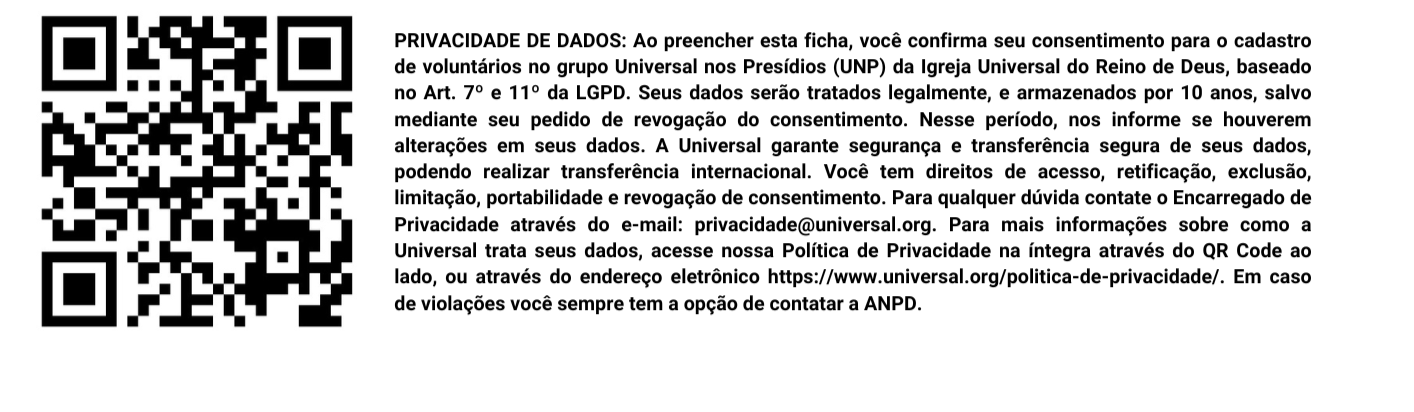 PRIVACIDADE DE DADOS: Ao preencher esta ficha, você confirma seu consentimento para o cadastro
de voluntários no grupo Universal nos Presídios (UNP) da Igreja Universal do Reino de Deus, baseado
no Art. 7º e 11º da LGPD. Seus dados serão tratados legalmente, e armazenados por 10 anos, salvo
mediante seu pedido de revogação do consentimento. Nesse período, nos informe se houverem
alterações em seus dados. A Universal garante segurança e transferência segura de seus dados,
podendo realizar transferência internacional. Você tem direitos de acesso, retificação, exclusão,
limitação, portabilidade e revogação de consentimento. Para qualquer dúvida contate o Encarregado de
Privacidade através do e-mail: privacidade@universal.org. Para mais informações sobre como a
Universal trata seus dados, acesse nossa Política de Privacidade na íntegra através do QR Code ao
lado, ou através do endereço eletrônico https://www.universal.org/politica-de-privacidade/. Em caso
de violações você sempre tem a opção de contatar a ANPD.